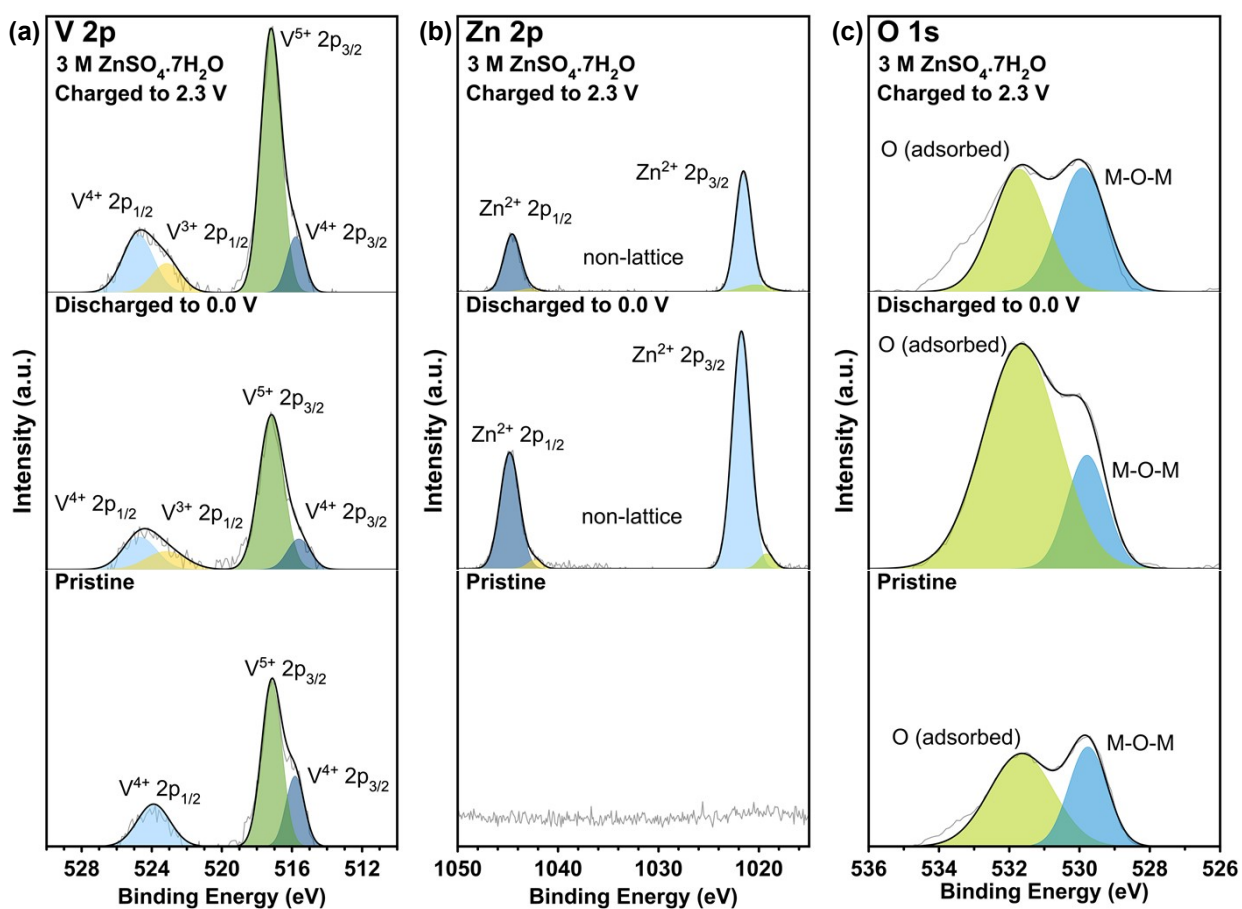 (a) V 2p
3 M ZnSO₄.7H₂O
Charged to 2.3 V
V⁵⁺ 2p₃/₂
V⁴⁺ 2p₁/₂
V³⁺ 2p₁/₂
V⁴⁺ 2p₃/₂
Discharged to 0.0 V
V⁵⁺ 2p₃/₂
V⁴⁺ 2p₁/₂
V³⁺ 2p₁/₂
V⁴⁺ 2p₃/₂
Pristine
V⁵⁺ 2p₃/₂
V⁴⁺ 2p₁/₂
V⁴⁺ 2p₃/₂
Intensity (a.u.)
528 524 520 516 512
Binding Energy (eV)
(b) Zn 2p
3 M ZnSO₄.7H₂O
Charged to 2.3 V
Zn²⁺ 2p₃/₂
Zn²⁺ 2p₁/₂
non-lattice
Discharged to 0.0 V
Zn²⁺ 2p₃/₂
Zn²⁺ 2p₁/₂
non-lattice
Pristine
Intensity (a.u.)
1050 1040 1030 1020
Binding Energy (eV)
(c) O 1s
3 M ZnSO₄.7H₂O
Charged to 2.3 V
O (adsorbed)
M-O-M
Discharged to 0.0 V
O (adsorbed)
M-O-M
Pristine
O (adsorbed)
M-O-M
Intensity (a.u.)
536 534 532 530 528 526
Binding Energy (eV)